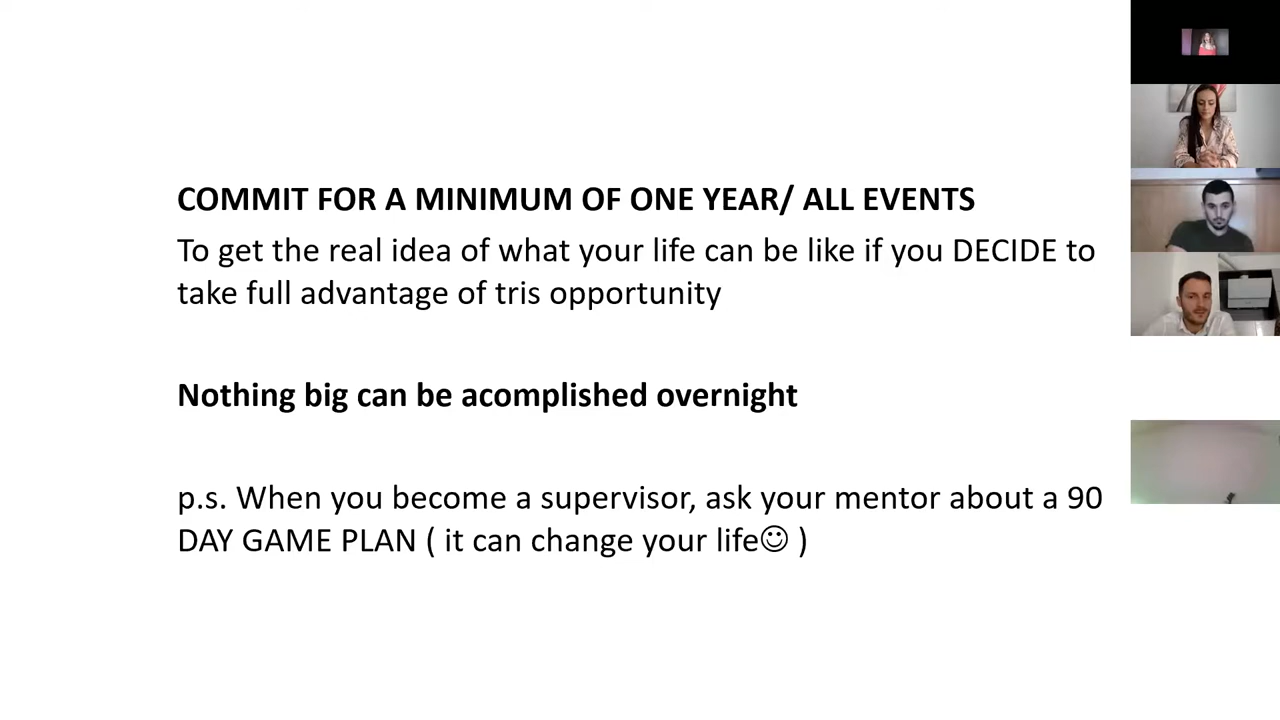 COMMIT FOR A MINIMUM OF ONE YEAR/ ALL EVENTS
To get the real idea of what your life can be like if you DECIDE to
take full advantage of tris opportunity
Nothing big can be acomplished overnight
p.s. When you become a supervisor, ask your mentor about a 90
DAY GAME PLAN ( it can change your life☺ )